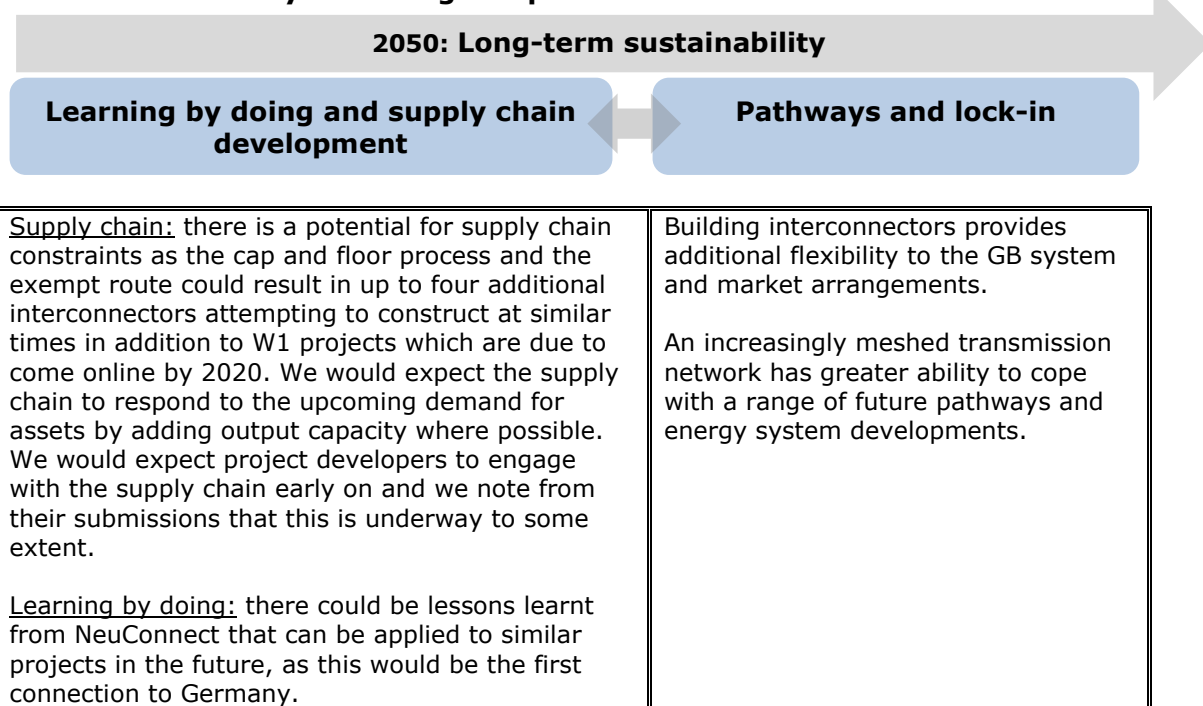 2050: Long-term sustainability
Learning by doing and supply chain
development
Pathways and lock-in
Supply chain: there is a potential for supply chain
constraints as the cap and floor process and the
exempt route could result in up to four additional
interconnectors attempting to construct at similar
times in addition to W1 projects which are due to
come online by 2020. We would expect the supply
chain to respond to the upcoming demand for
assets by adding output capacity where possible.
We would expect project developers to engage
with the supply chain early on and we note from
their submissions that this is underway to some
extent.
Learning by doing: there could be lessons learnt
from NeuConnect that can be applied to similar
projects in the future, as this would be the first
connection to Germany.
Building interconnectors provides
additional flexibility to the GB system
and market arrangements.
An increasingly meshed transmission
network has greater ability to cope
with a range of future pathways and
energy system developments.